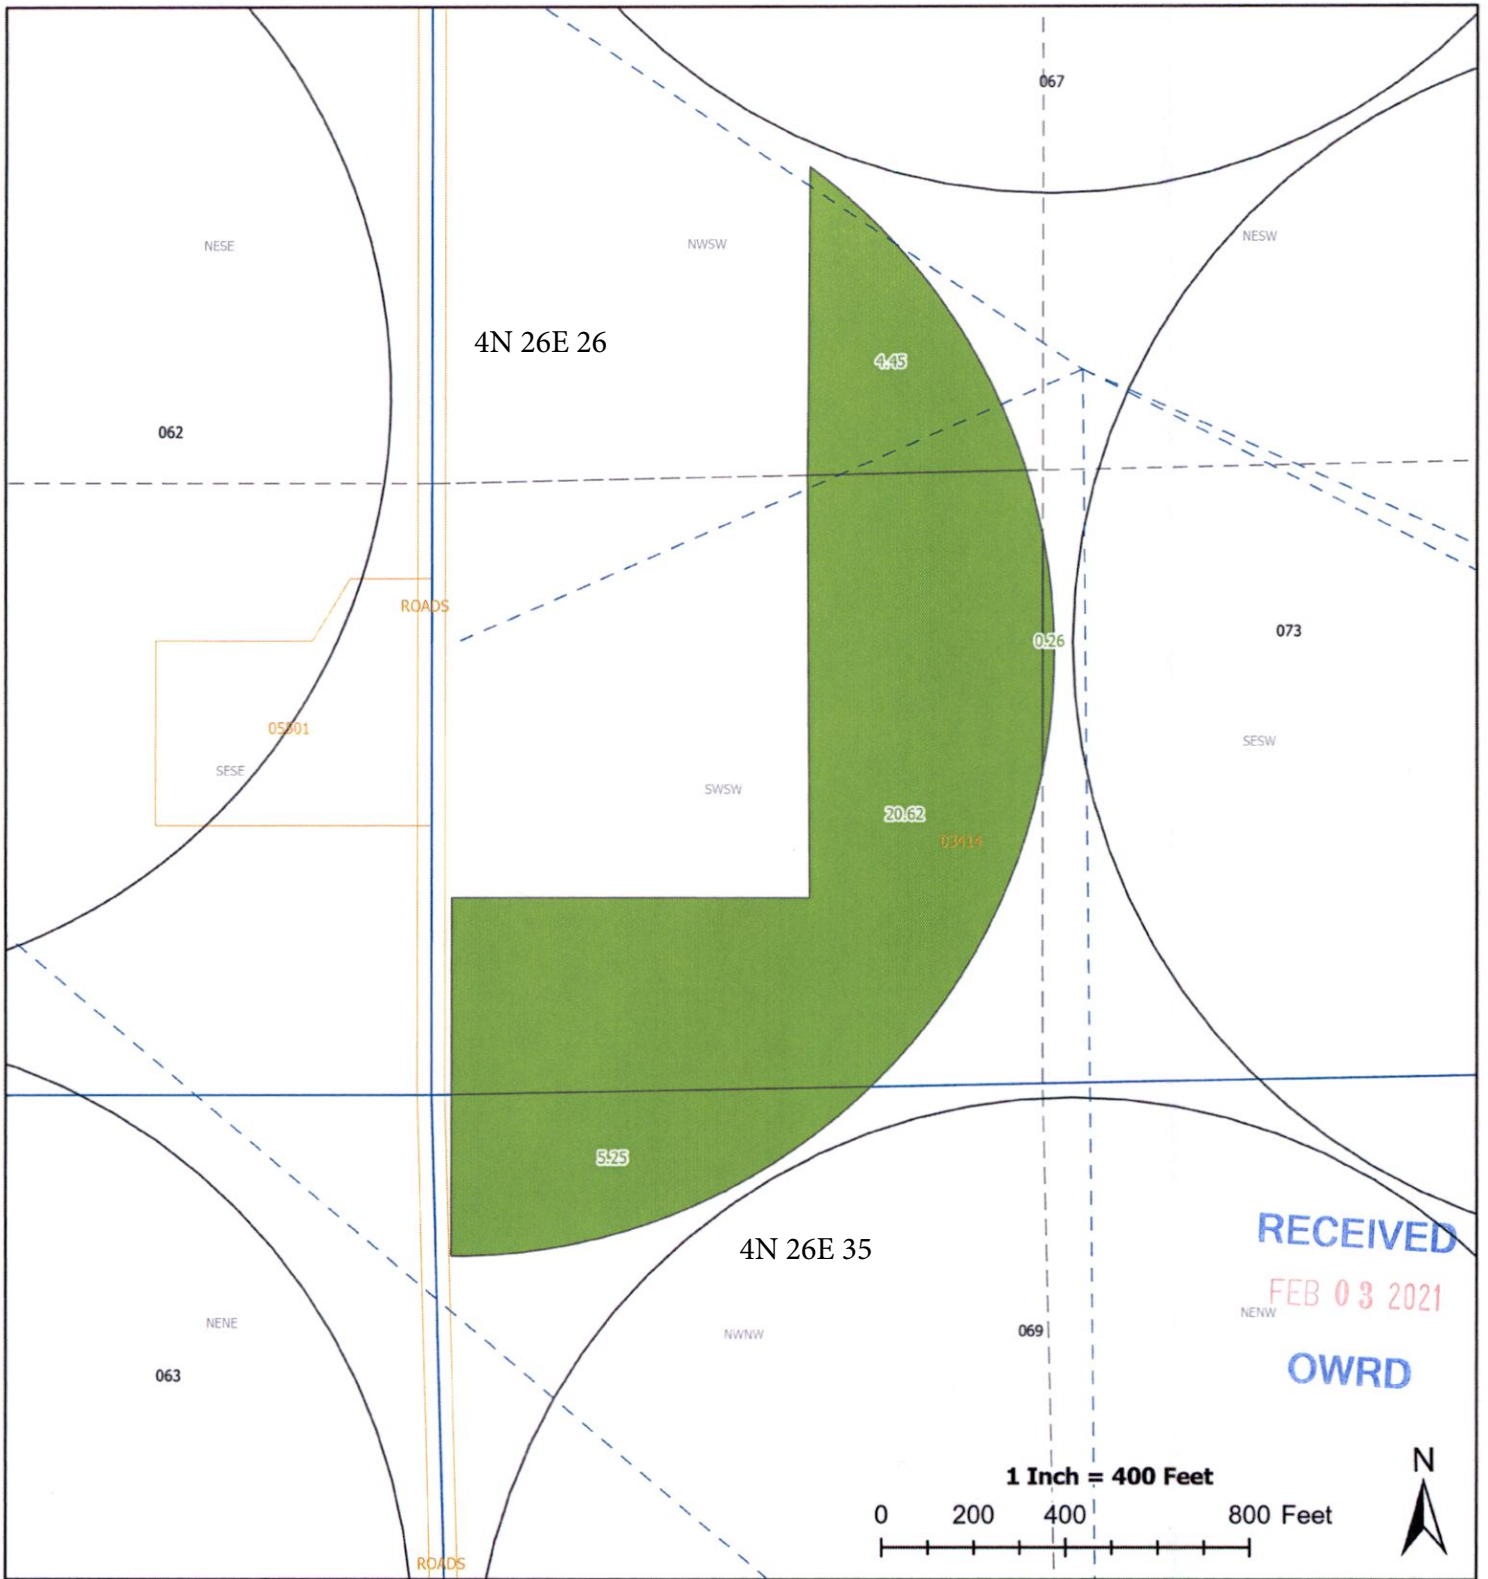 067
NESE
NWSW
NESW
4N 26E 26
4.45
062
ROADS
0.26
073
05501
SESE
SWSW
SESW
20.62
03414
5.25
4N 26E 35
RECEIVED
FEB 03 2021
OWRD
NENE
NWNW
069
NENW
063
1 Inch = 400 Feet
0 200 400 800 Feet
N
ROADS